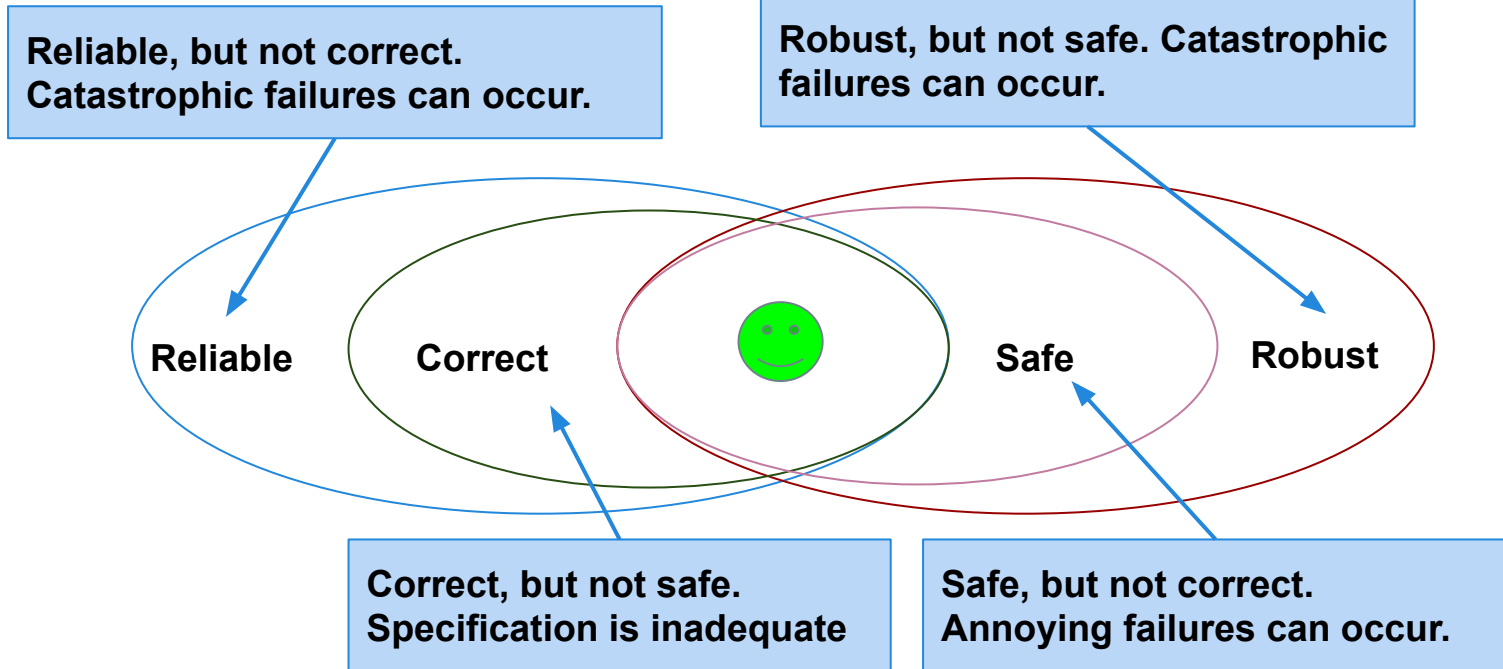 Reliable, but not correct.
Catastrophic failures can occur.
Robust, but not safe. Catastrophic
failures can occur.
Reliable
Correct
Safe
Robust
Correct, but not safe.
Specification is inadequate
Safe, but not correct.
Annoying failures can occur.